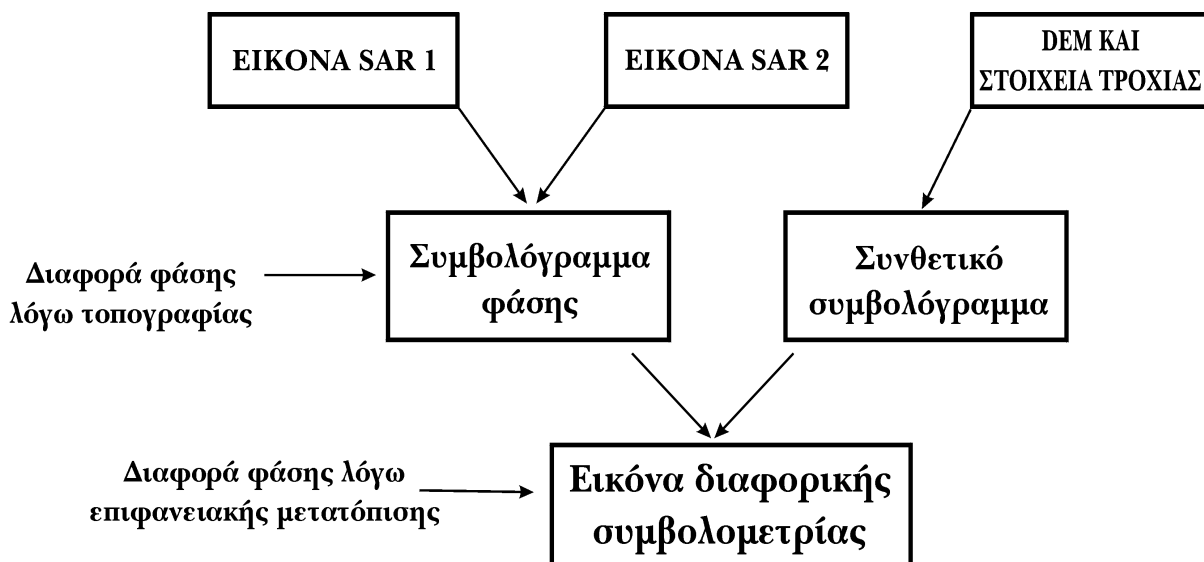 ΕΙΚΟΝΑ SAR 1
ΕΙΚΟΝΑ SAR 2
DEM ΚΑΙ
ΣΤΟΙΧΕΙΑ ΤΡΟΧΙΑΣ
Διαφορά φάσης
λόγω τοπογραφίας
Συμβολόγραμμα
φάσης
Συνθετικό
συμβολόγραμμα
Διαφορά φάσης λόγω
επιφανειακής μετατόπισης
Εικόνα διαφορικής
συμβολομετρίας